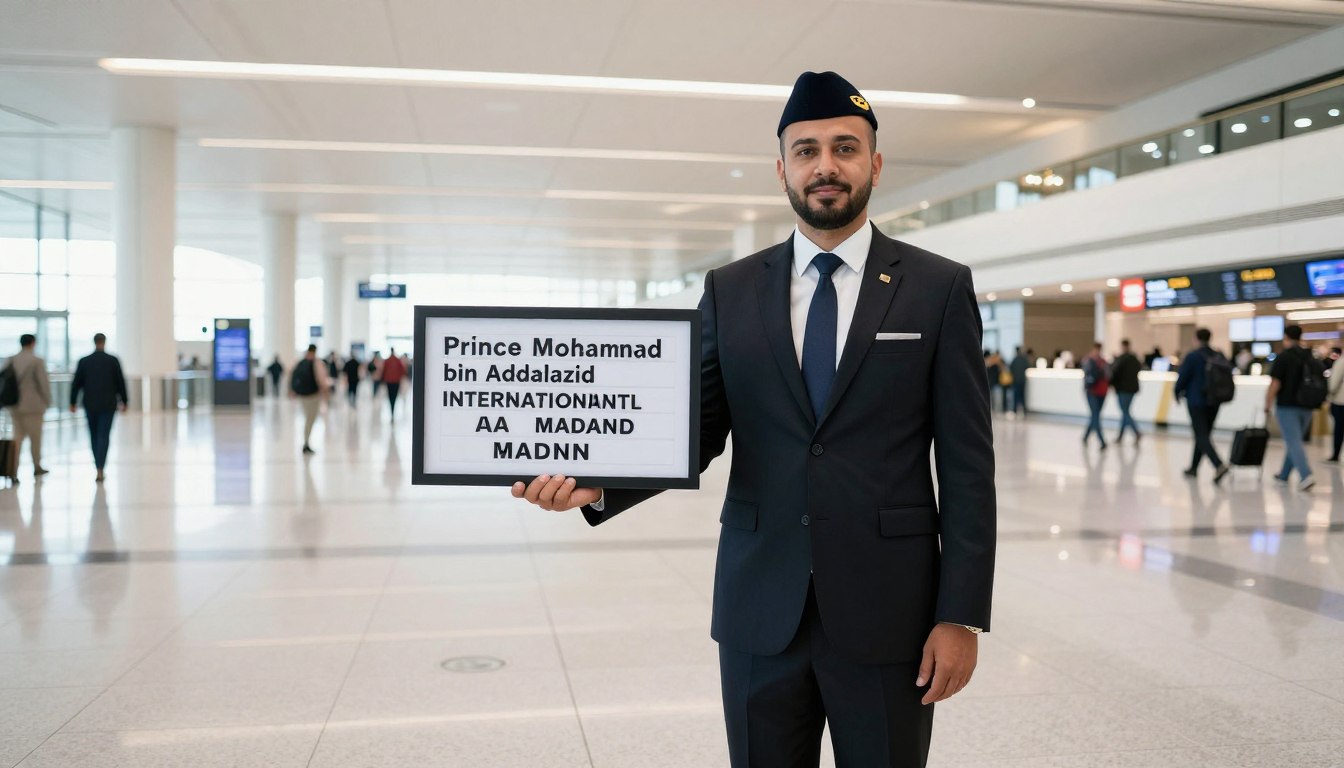 Prince Mohamnad
bin Addalazid
INTERNATIONANTL
AA MADAND
MADNN